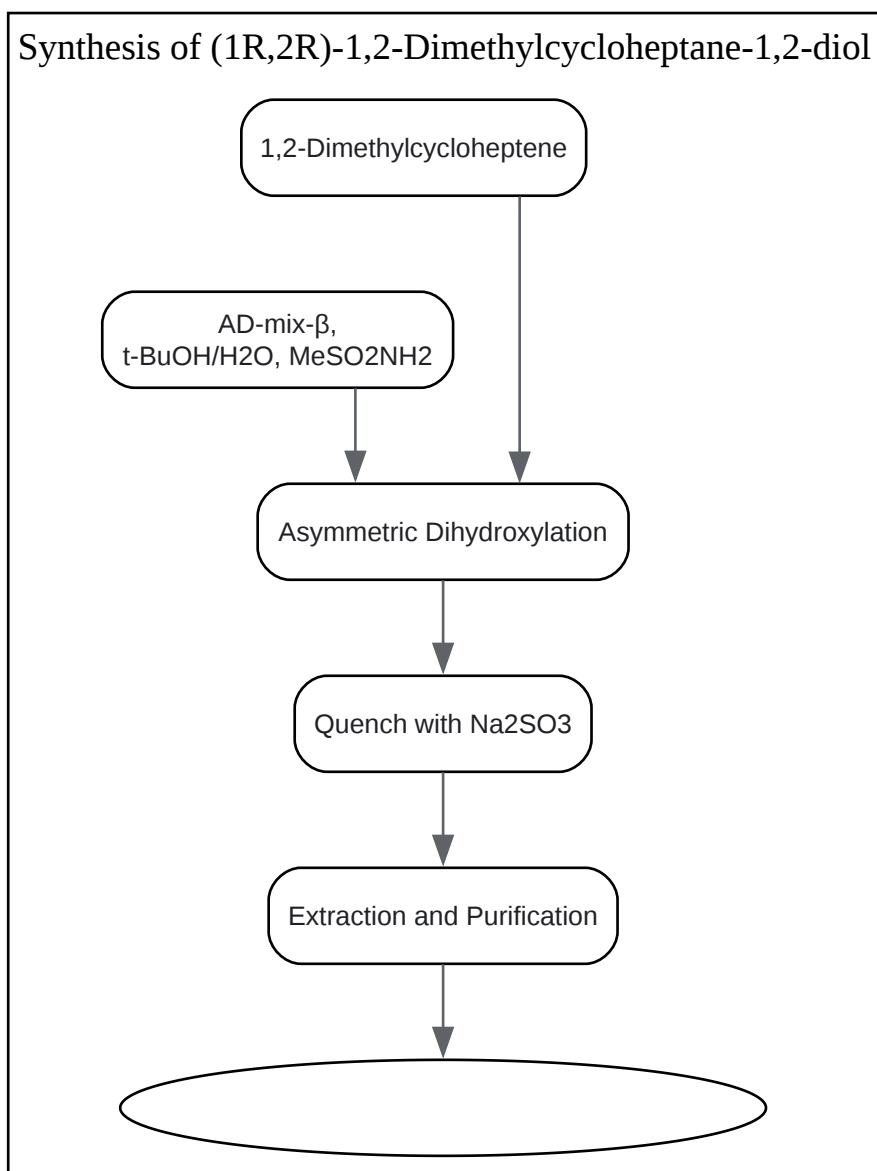 Synthesis of (1R,2R)-1,2-Dimethylcycloheptane-1,2-diol
1,2-Dimethylcycloheptene
AD-mix-β,
t-BuOH/H2O, MeSO2NH2
Asymmetric Dihydroxylation
Quench with Na2SO3
Extraction and Purification